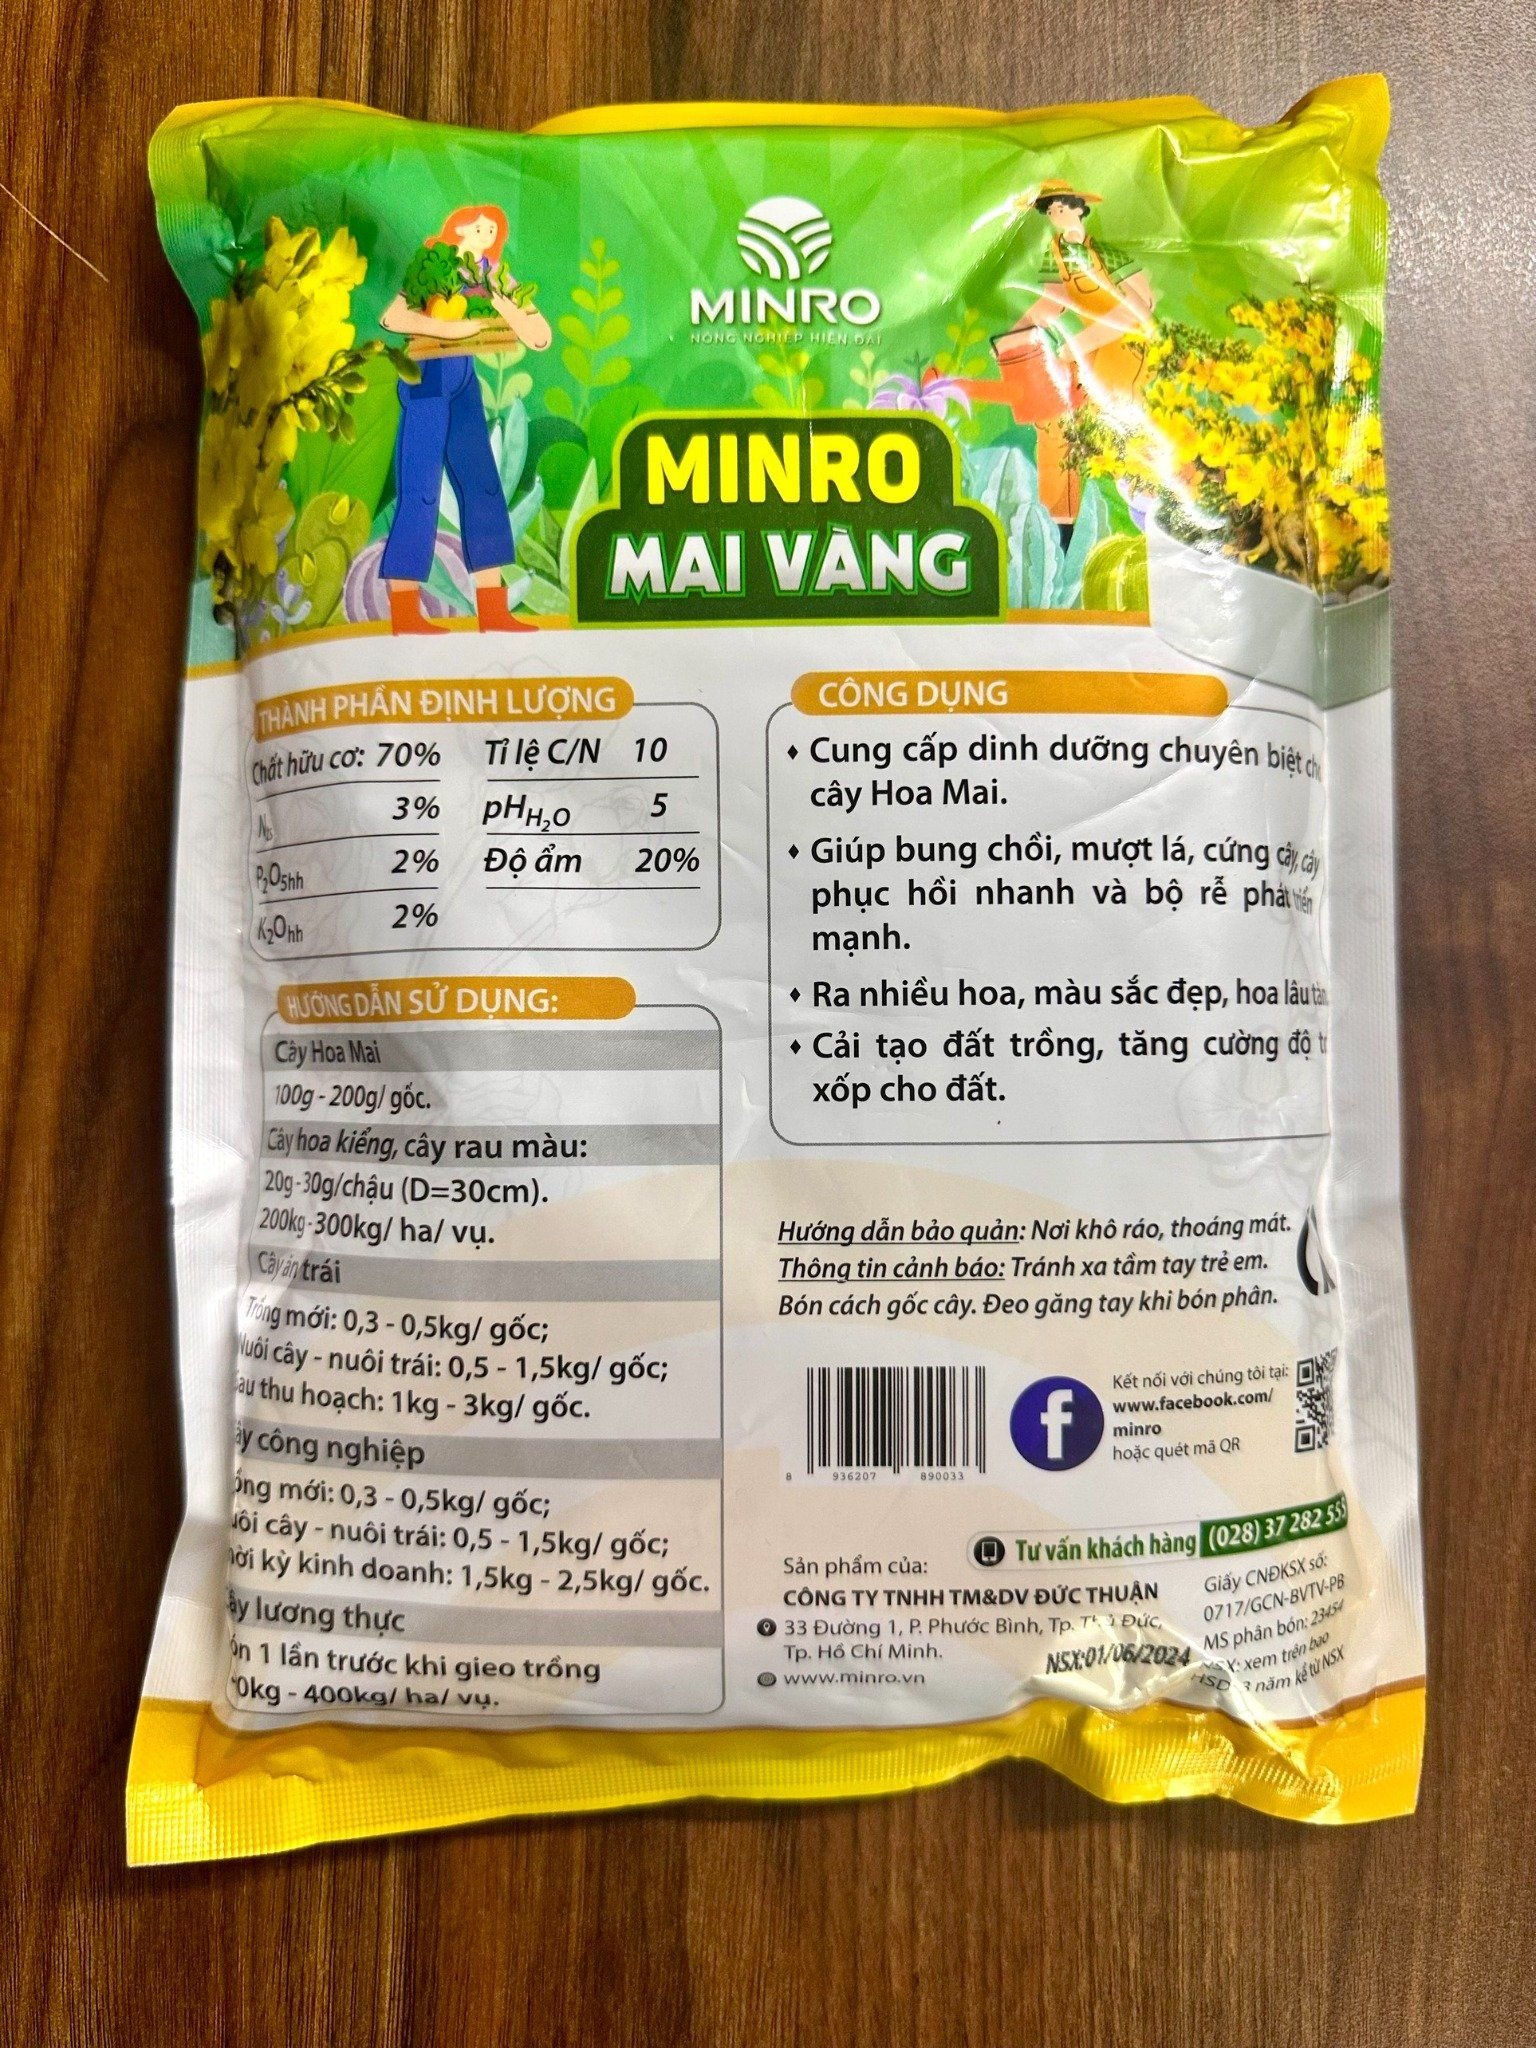 MINRO
NÔNG NGHIỆP HIỆN ĐẠI
MINRO
MAI VÀNG
THÀNH PHẦN ĐỊNH LƯỢNG
Chất hữu cơ: 70% Tỉ lệ C/N 10
Nts 3% pHH₂O 5
P₂O5hh 2% Độ ẩm 20%
K₂Ohh 2%
HƯỚNG DẪN SỬ DỤNG:
Cây Hoa Mai
100g - 200g/ gốc.
Cây hoa kiểng, cây rau màu:
20g - 30g/chậu (D=30cm).
200kg - 300kg/ ha/ vụ.
Cây ăn trái
Trồng mới: 0,3 - 0,5kg/ gốc;
Nuôi cây - nuôi trái: 0,5 - 1,5kg/ gốc;
thu hoạch: 1kg - 3kg/ gốc.
công nghiệp
mới: 0,3 - 0,5kg/ gốc;
cây - nuôi trái: 0,5 - 1,5kg/ gốc;
kỳ kinh doanh: 1,5kg - 2,5kg/ gốc.
lương thực
1 lần trước khi gieo trồng
- 400kg/ ha/ vụ.
CÔNG DỤNG
♦ Cung cấp dinh dưỡng chuyên biệt
cây Hoa Mai.
♦ Giúp bung chồi, mượt lá, cứng cây, cây
phục hồi nhanh và bộ rễ phát triển
mạnh.
♦ Ra nhiều hoa, màu sắc đẹp, hoa lâu
♦ Cải tạo đất trồng, tăng cường độ
xốp cho đất.
Hướng dẫn bảo quản: Nơi khô ráo, thoáng mát.
Thông tin cảnh báo: Tránh xa tầm tay trẻ em.
Bón cách gốc cây. Đeo găng tay khi bón phân.
8 936207 890033
Kết nối với chúng tôi tại:
www.facebook.com/
minro
hoặc quét mã QR
Tư vấn khách hàng (028) 37 282 555
Sản phẩm của:
CÔNG TY TNHH TM&DV ĐỨC THUẬN
33 Đường 1, P. Phước Bình, Tp. Thủ Đức,
Tp. Hồ Chí Minh.
www.minro.vn
NSX:01/06/2024
Giấy CNĐKSX số:
0717/GCN-BVTV-PB
MS phân bón: 23454
NSX: xem trên bao
HSD: 3 năm kể từ NSX